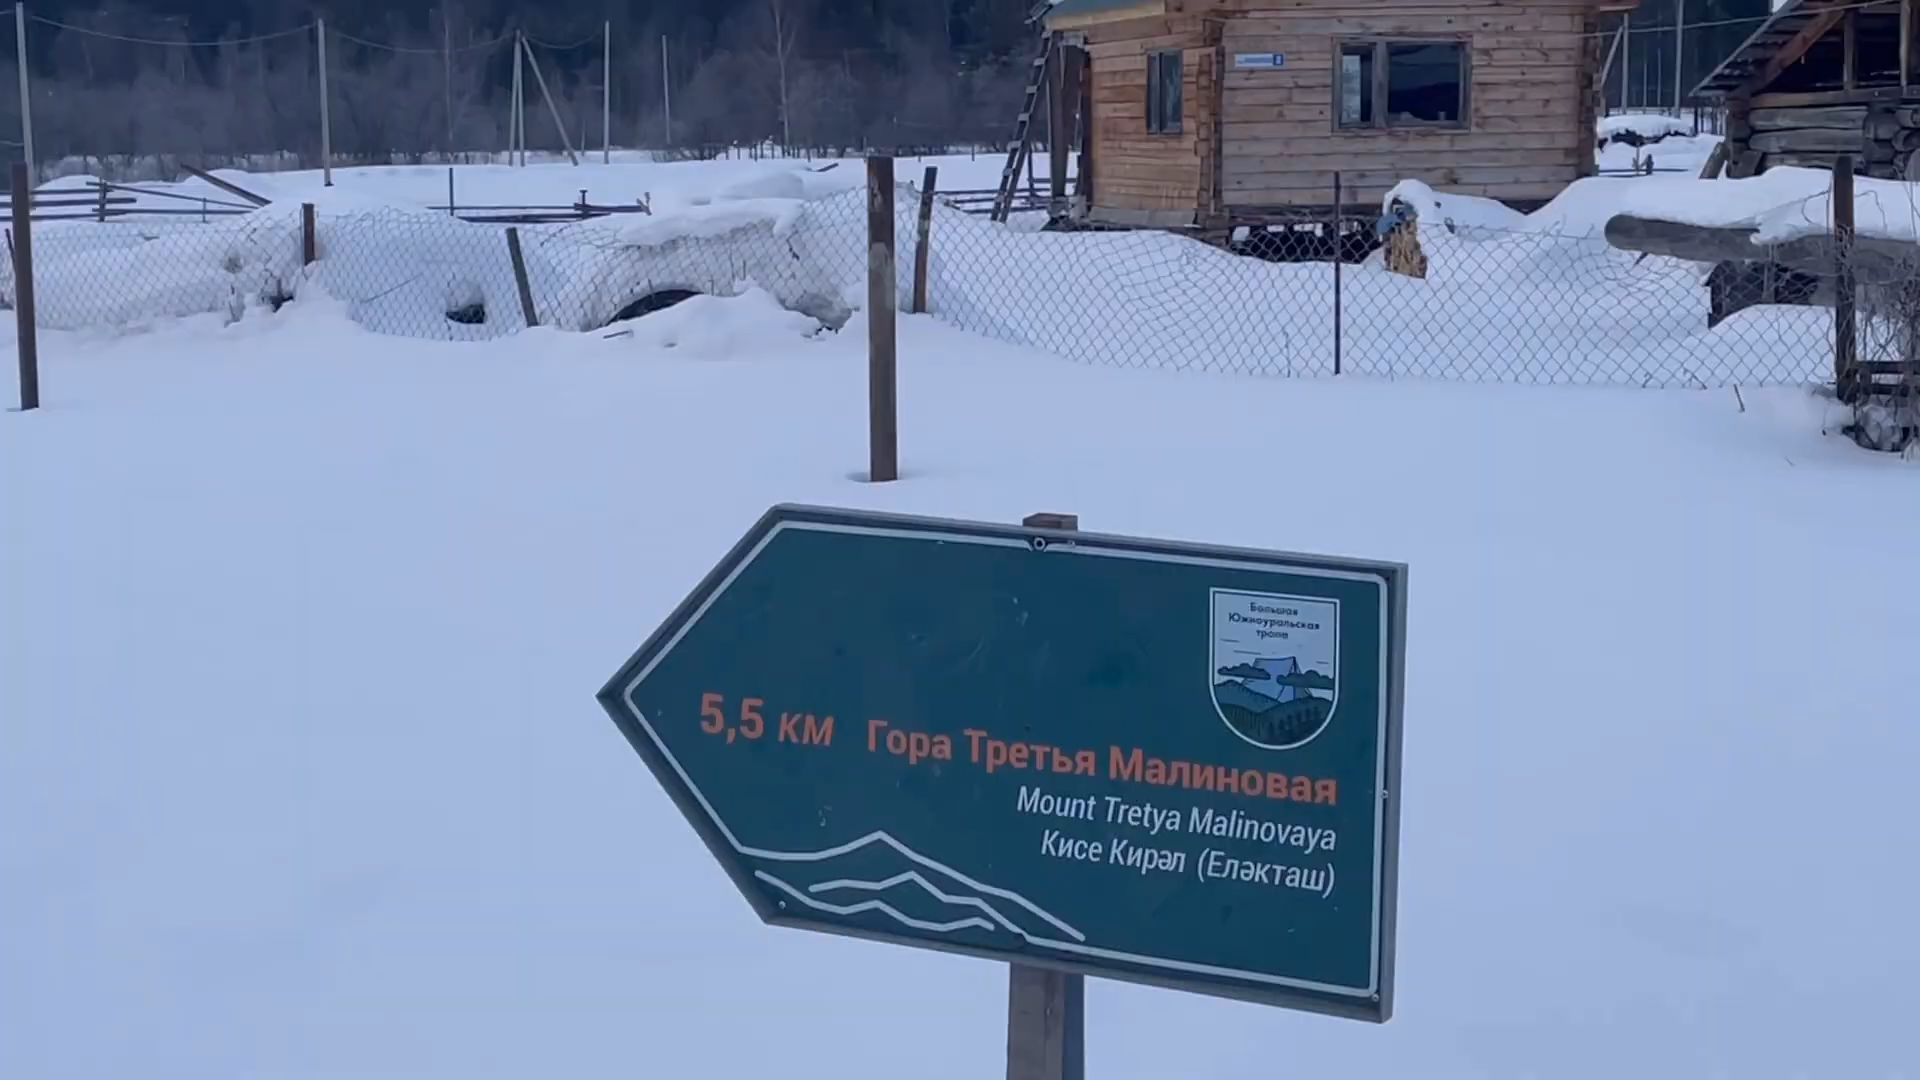 Большая
Южноуральская
тропа
5,5 км Гора Третья Малиновая
Mount Tretya Malinovaya
Кисе Кирәл (Еләкташ)